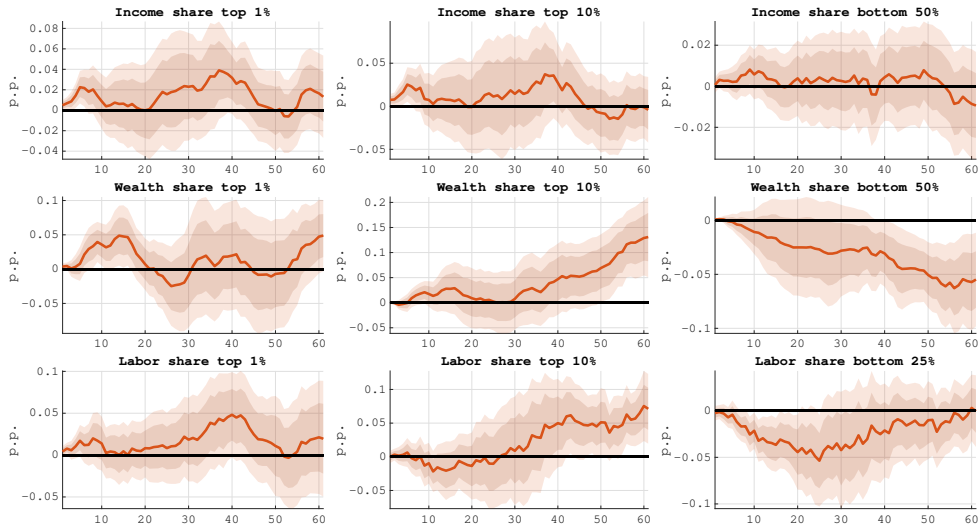 Income share top 1%
Income share top 10%
Income share bottom 50%
p.p.
0.08
0.06
0.04
0.02
0
-0.02
-0.04
10 20 30 40 50 60
p.p.
0.05
0
-0.05
10 20 30 40 50 60
p.p.
0.02
0
-0.02
10 20 30 40 50 60
Wealth share top 1%
Wealth share top 10%
Wealth share bottom 50%
p.p.
0.1
0.05
0
-0.05
10 20 30 40 50 60
p.p.
0.2
0.15
0.1
0.05
0
-0.05
10 20 30 40 50 60
p.p.
0
-0.05
-0.1
10 20 30 40 50 60
Labor share top 1%
Labor share top 10%
Labor share bottom 25%
p.p.
0.1
0.05
0
-0.05
10 20 30 40 50 60
p.p.
0.1
0.05
0
-0.05
10 20 30 40 50 60
p.p.
0
-0.05
-0.1
10 20 30 40 50 60